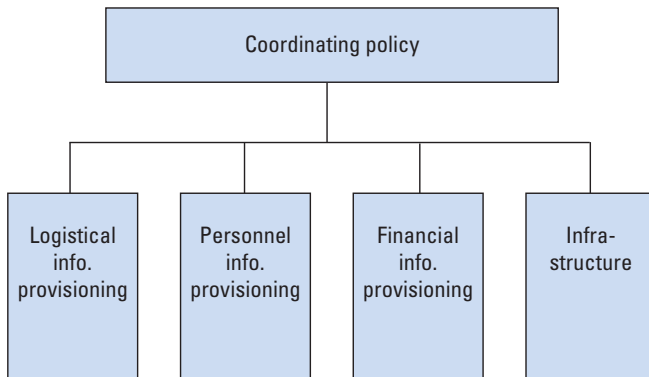 Coordinating policy
Logistical
info.
provisioning
Personnel
info.
provisioning
Financial
info.
provisioning
Infra-
structure